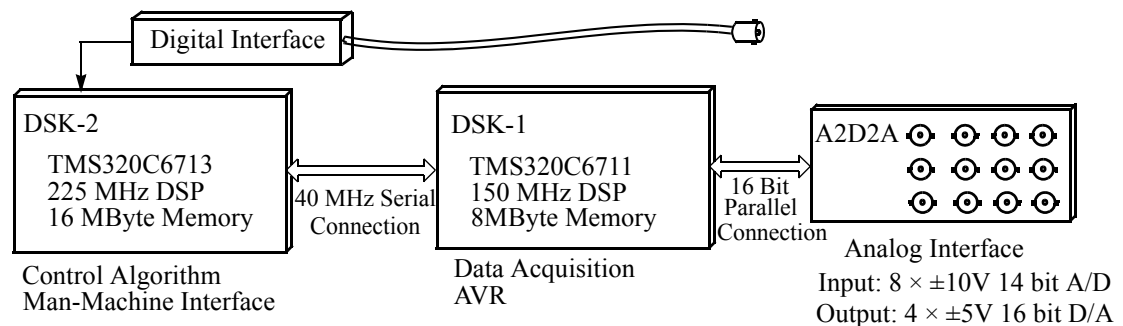 Digital Interface
DSK-2
TMS320C6713
225 MHz DSP
16 MByte Memory
Control Algorithm
Man-Machine Interface
40 MHz Serial
Connection
DSK-1
TMS320C6711
150 MHz DSP
8MByte Memory
Data Acquisition
AVR
16 Bit
Parallel
Connection
A2D2A
Analog Interface
Input: 8 × ±10V 14 bit A/D
Output: 4 × ±5V 16 bit D/A